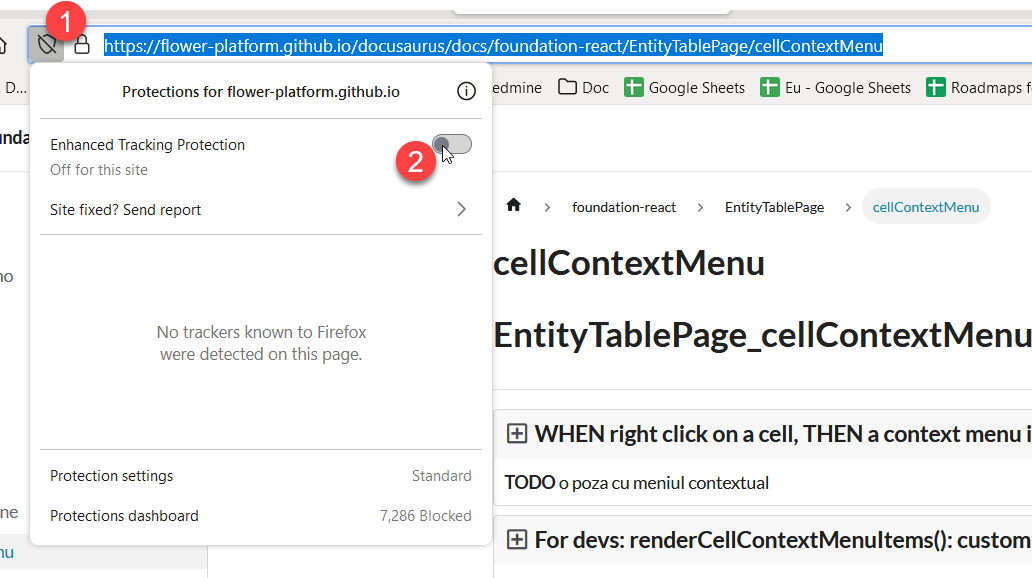 1
https://flower-platform.github.io/docusaurus/docs/foundation-react/EntityTablePage/cellContextMenu
D...
edmine
Doc
Google Sheets
Eu - Google Sheets
Roadmaps f
Protections for flower-platform.github.io
unda
Enhanced Tracking Protection
Off for this site
2
Site fixed? Send report
foundation-react
EntityTablePage
cellContextMenu
cellContextMenu
no
No trackers known to Firefox
were detected on this page.
EntityTablePage_cellContextMenu
WHEN right click on a cell, THEN a context menu i
Protection settings
Standard
TODO o poza cu meniul contextual
Protections dashboard
7,286 Blocked
ne
For devs: renderCellContextMenuItems(): custom
nu